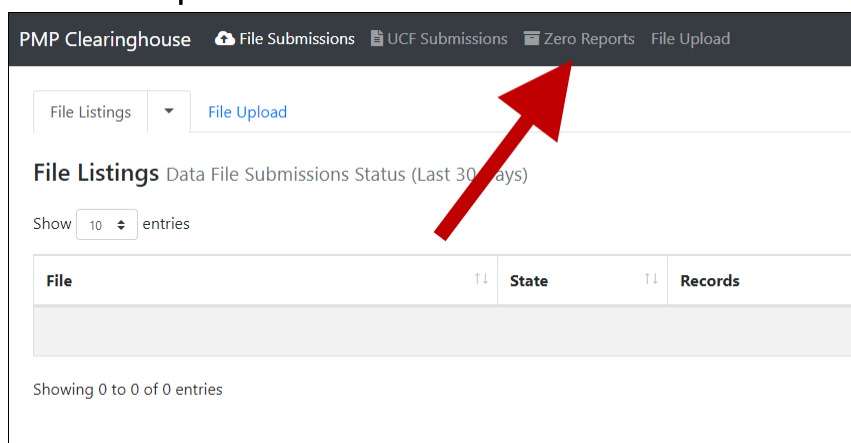 PMP Clearinghouse File Submissions UCF Submissions Zero Reports File Upload
File Listings File Upload
File Listings Data File Submissions Status (Last 30 Days)
Show 10 entries
File State Records
Showing 0 to 0 of 0 entries